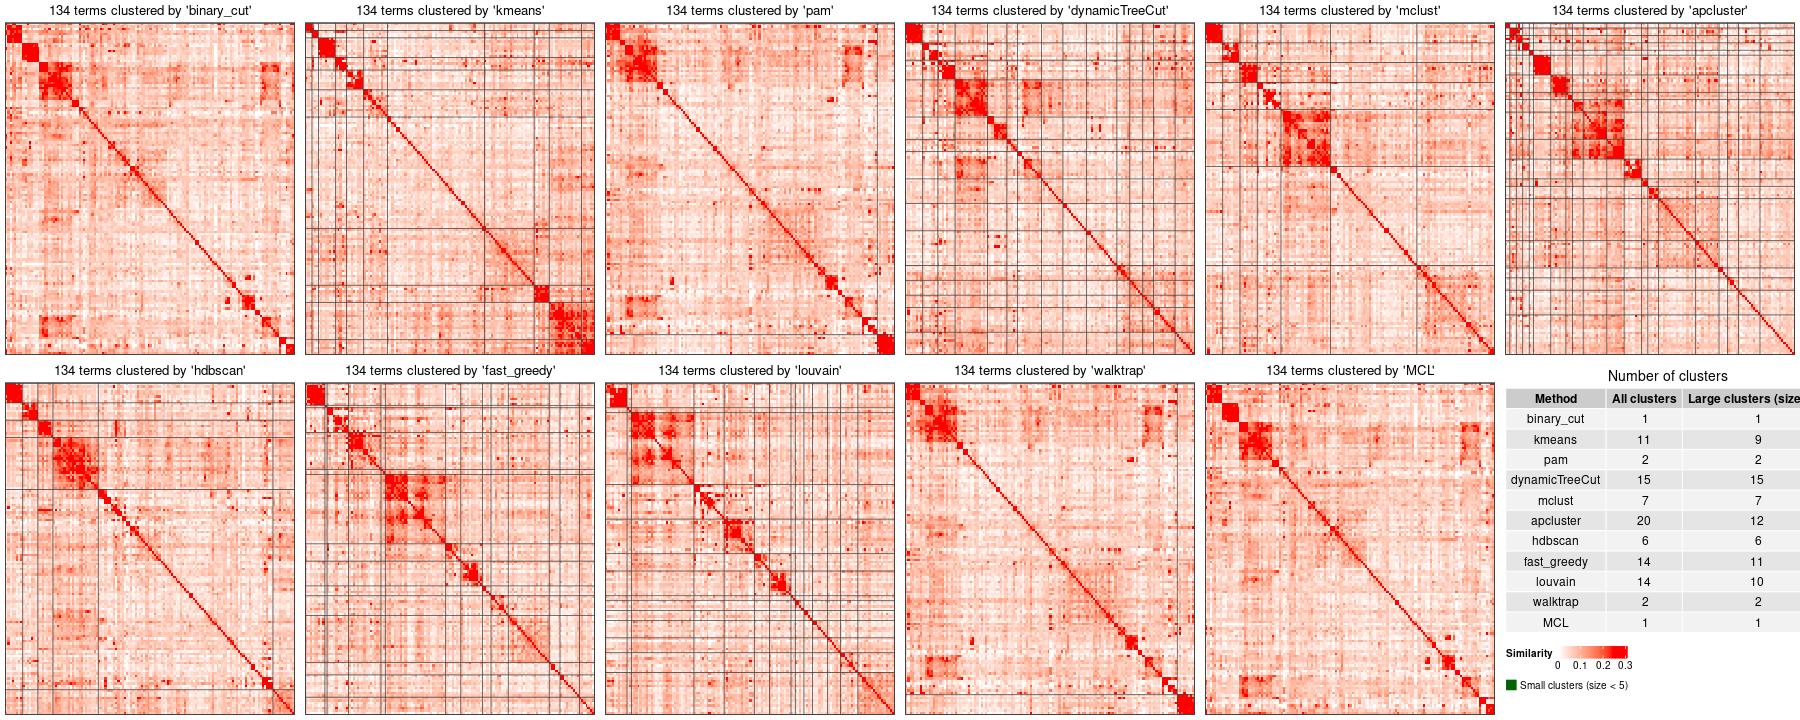 134 terms clustered by 'binary_cut'
134 terms clustered by 'kmeans'
134 terms clustered by 'pam'
134 terms clustered by 'dynamicTreeCut'
134 terms clustered by 'mclust'
134 terms clustered by 'apcluster'
134 terms clustered by 'hdbscan'
134 terms clustered by 'fast_greedy'
134 terms clustered by 'louvain'
134 terms clustered by 'walktrap'
134 terms clustered by 'MCL'
Number of clusters
Method All clusters Large clusters (size
binary_cut 1 1
kmeans 11 9
pam 2 2
dynamicTreeCut 15 15
mclust 7 7
apcluster 20 12
hdbscan 6 6
fast_greedy 14 11
louvain 14 10
walktrap 2 2
MCL 1 1
Similarity
0 0.1 0.2 0.3
Small clusters (size < 5)